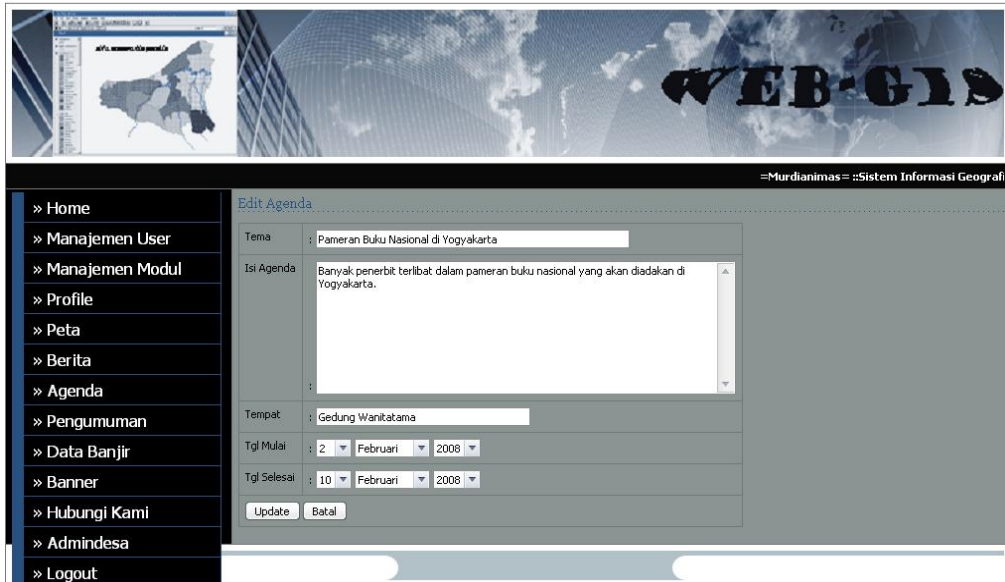 WEB-GIS
=Murdianimas= ::Sistem Informasi Geografi
» Home
» Manajemen User
» Manajemen Modul
» Profile
» Peta
» Berita
» Agenda
» Pengumuman
» Data Banjir
» Banner
» Hubungi Kami
» Admindesa
» Logout
Edit Agenda
Tema : Pameran Buku Nasional di Yogyakarta
Isi Agenda : Banyak penerbit terlibat dalam pameran buku nasional yang akan diadakan di
Yogyakarta.
Tempat : Gedung Wanitatama
Tgl Mulai : 2 Februari 2008
Tgl Selesai : 10 Februari 2008
Update Batal